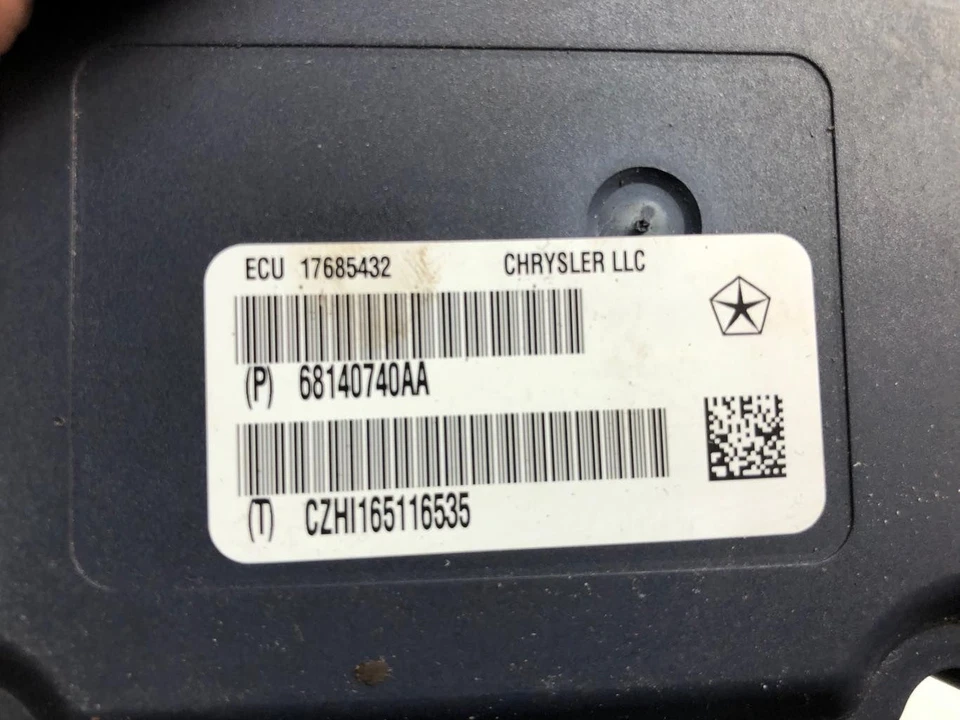 ECU 17685432 CHRYSLER LLC
(P) 68140740AA
(T) CZHI165116535